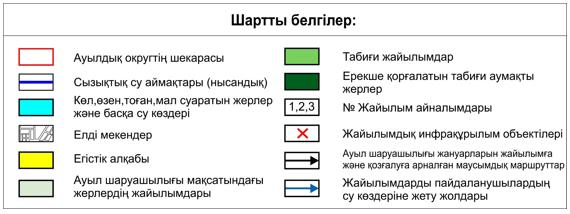 Шартты белгілер:
Ауылдық округтің шекарасы
Сызықтық су аймақтары (нысандық)
Көл,өзен,тоған,мал суаратын жерлер
және басқа су көздері
Елді мекендер
Егістік алқабы
Ауыл шаруашылығы мақсатындағы
жерлердің жайылымдары
Табиғи жайылымдар
Ерекше қорғалатын табиғи аумақты
жерлер
1,2,3 № Жайылым айналымдары
Жайылымдық инфрақұрылым объектілері
Ауыл шаруашылығы жануарларын жайылымға
және қозғалуға арналған маусымдық маршруттар
Жайылымдарды пайдаланушылардың
су көздеріне жету жолдары